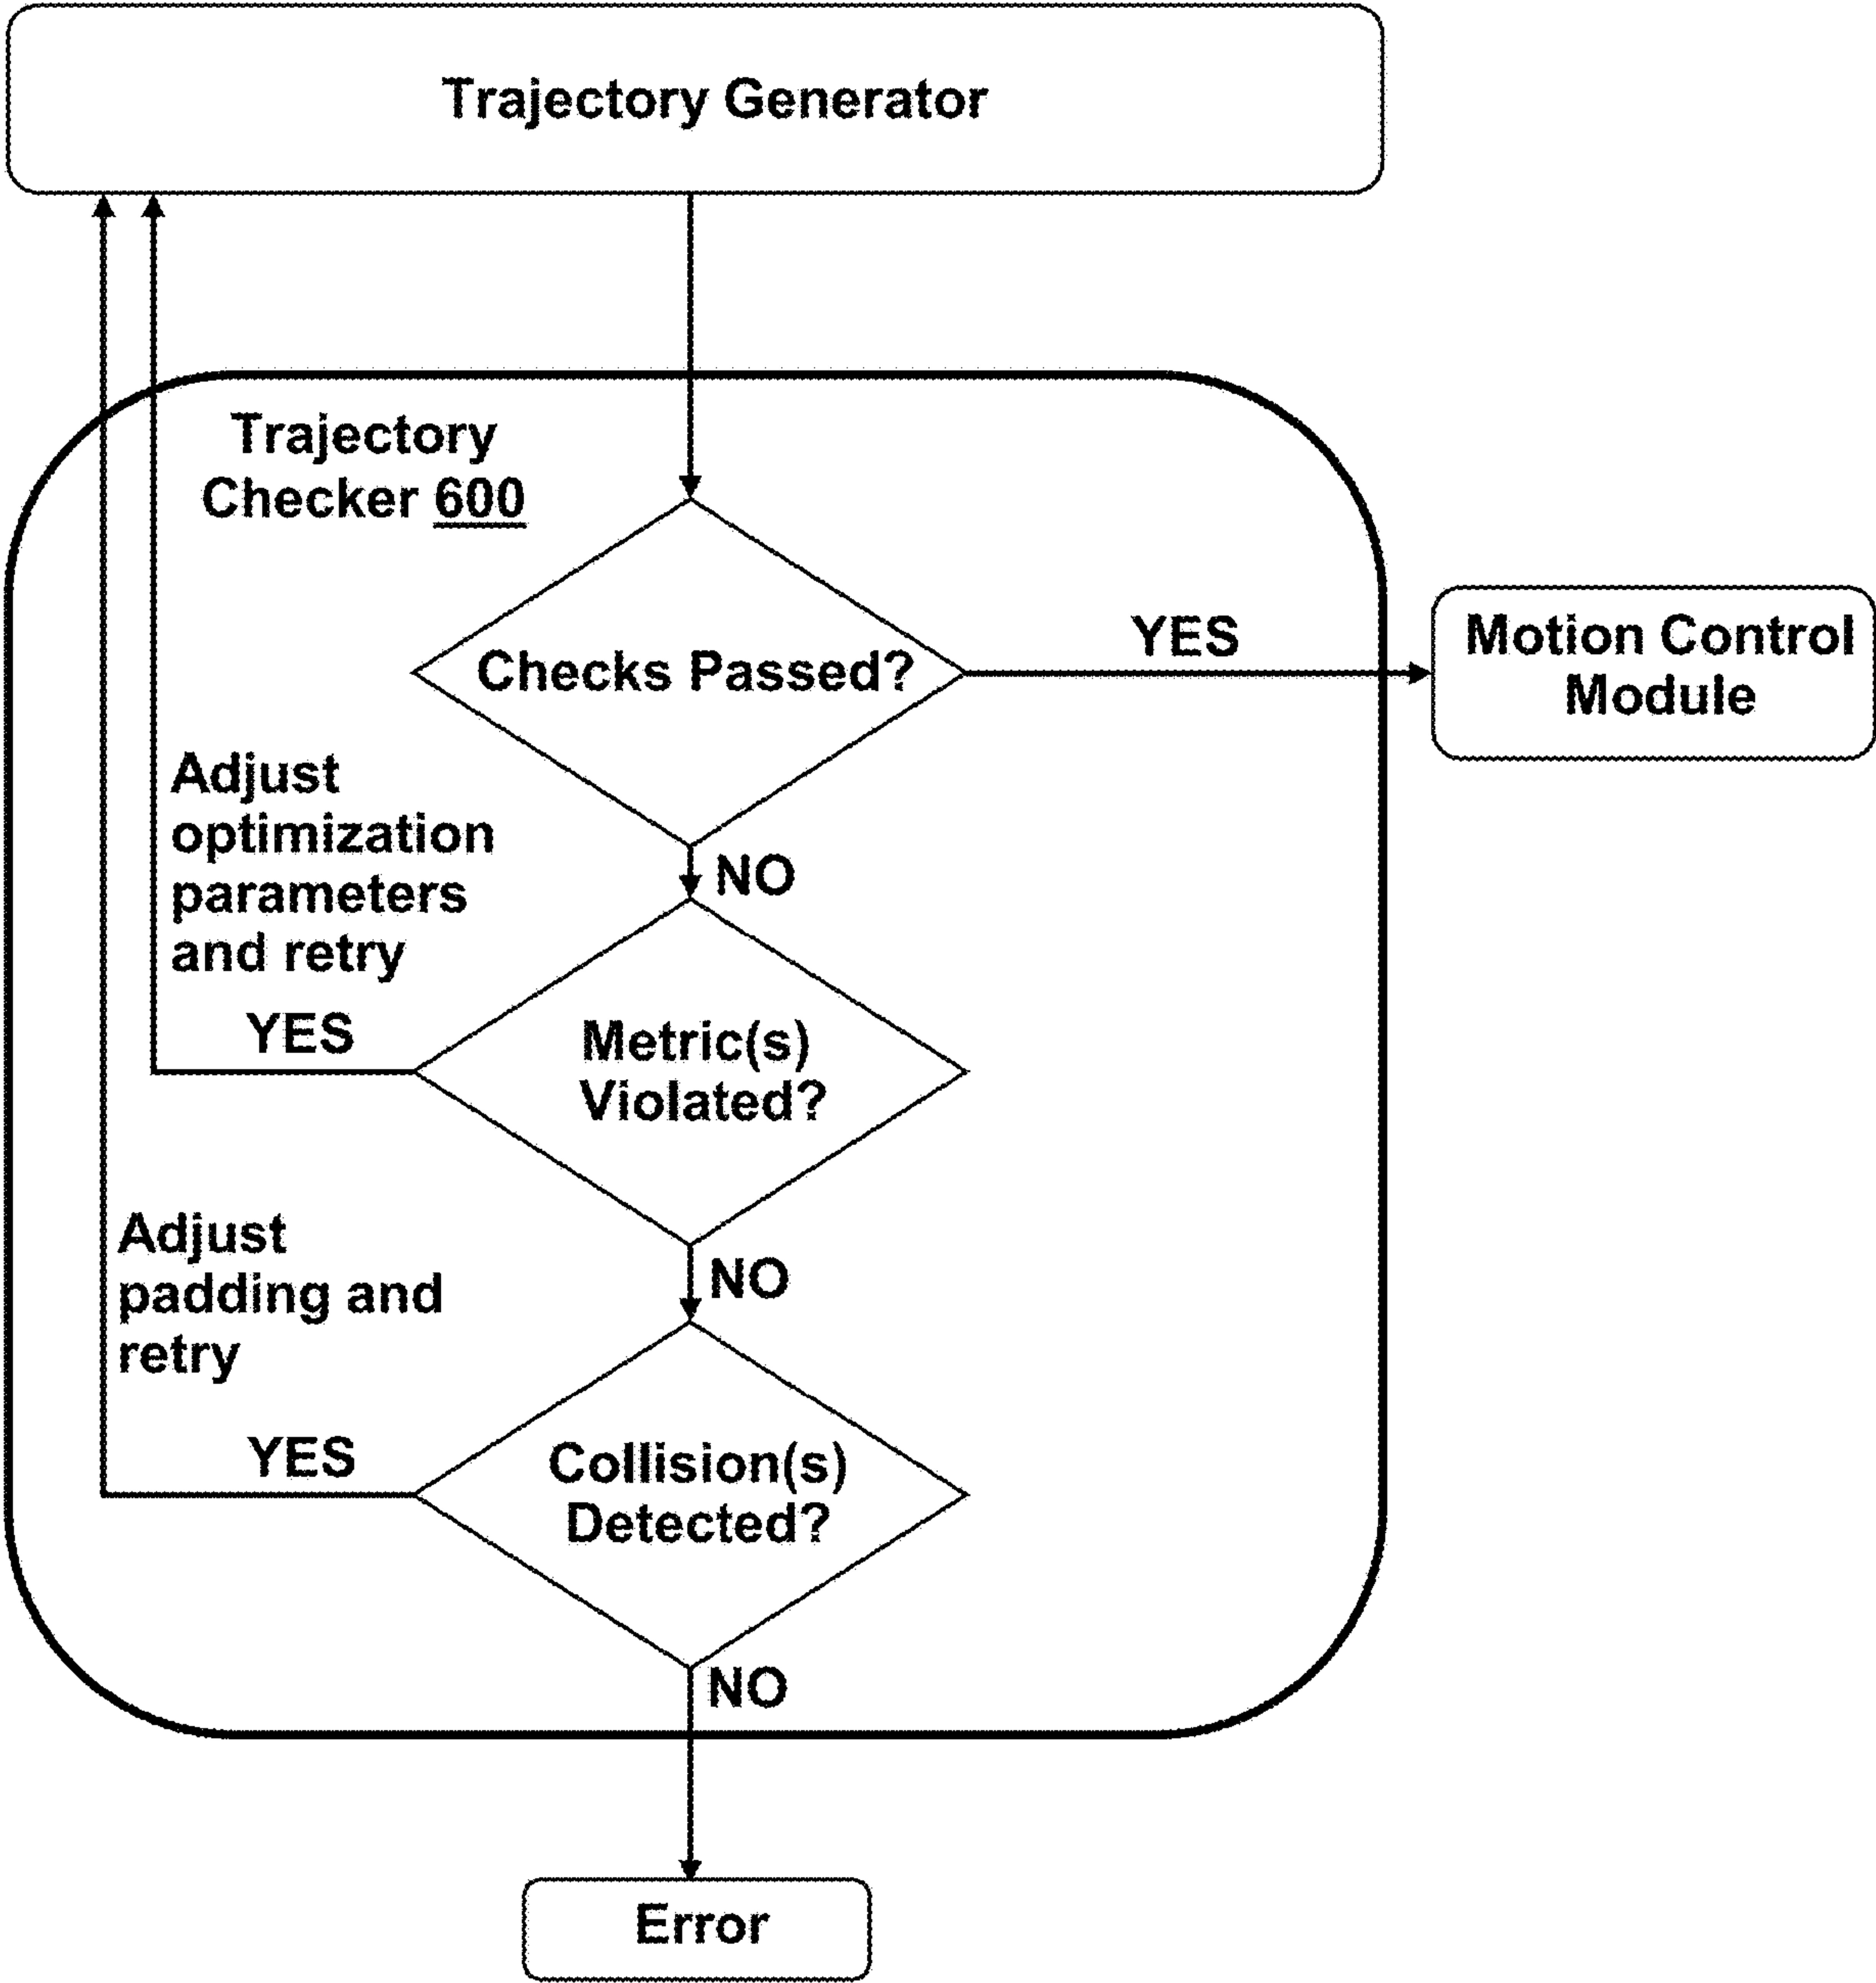 Trajectory Generator
Trajectory
Checker 600
Checks Passed?
YES
Motion Control
Module
NO
Adjust
optimization
parameters
and retry
YES
Metric(s)
Violated?
NO
Adjust
padding and
retry
YES
Collision(s)
Detected?
NO
Error